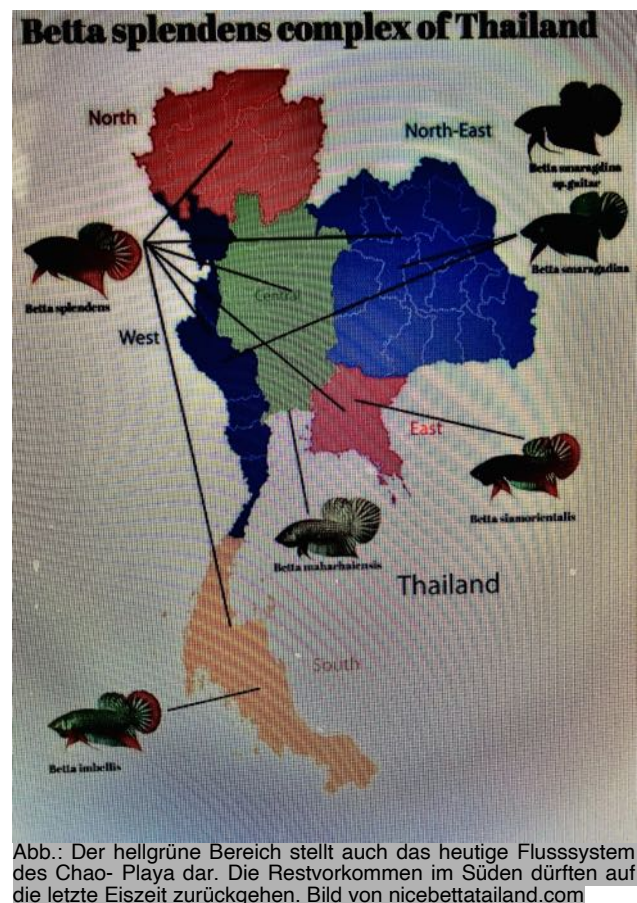 Betta splendens complex of Thailand
North
North-East
Betta smaragdina
sp.guitar
Betta smaragdina
Betta splendens
Central
West
East
Betta siamorientalis
Betta mahachaiensis
Thailand
South
Betta imbellis
Abb.: Der hellgrüne Bereich stellt auch das heutige Flusssystem
des Chao- Playa dar. Die Restvorkommen im Süden dürften auf
die letzte Eiszeit zurückgehen. Bild von nicebettatailand.com